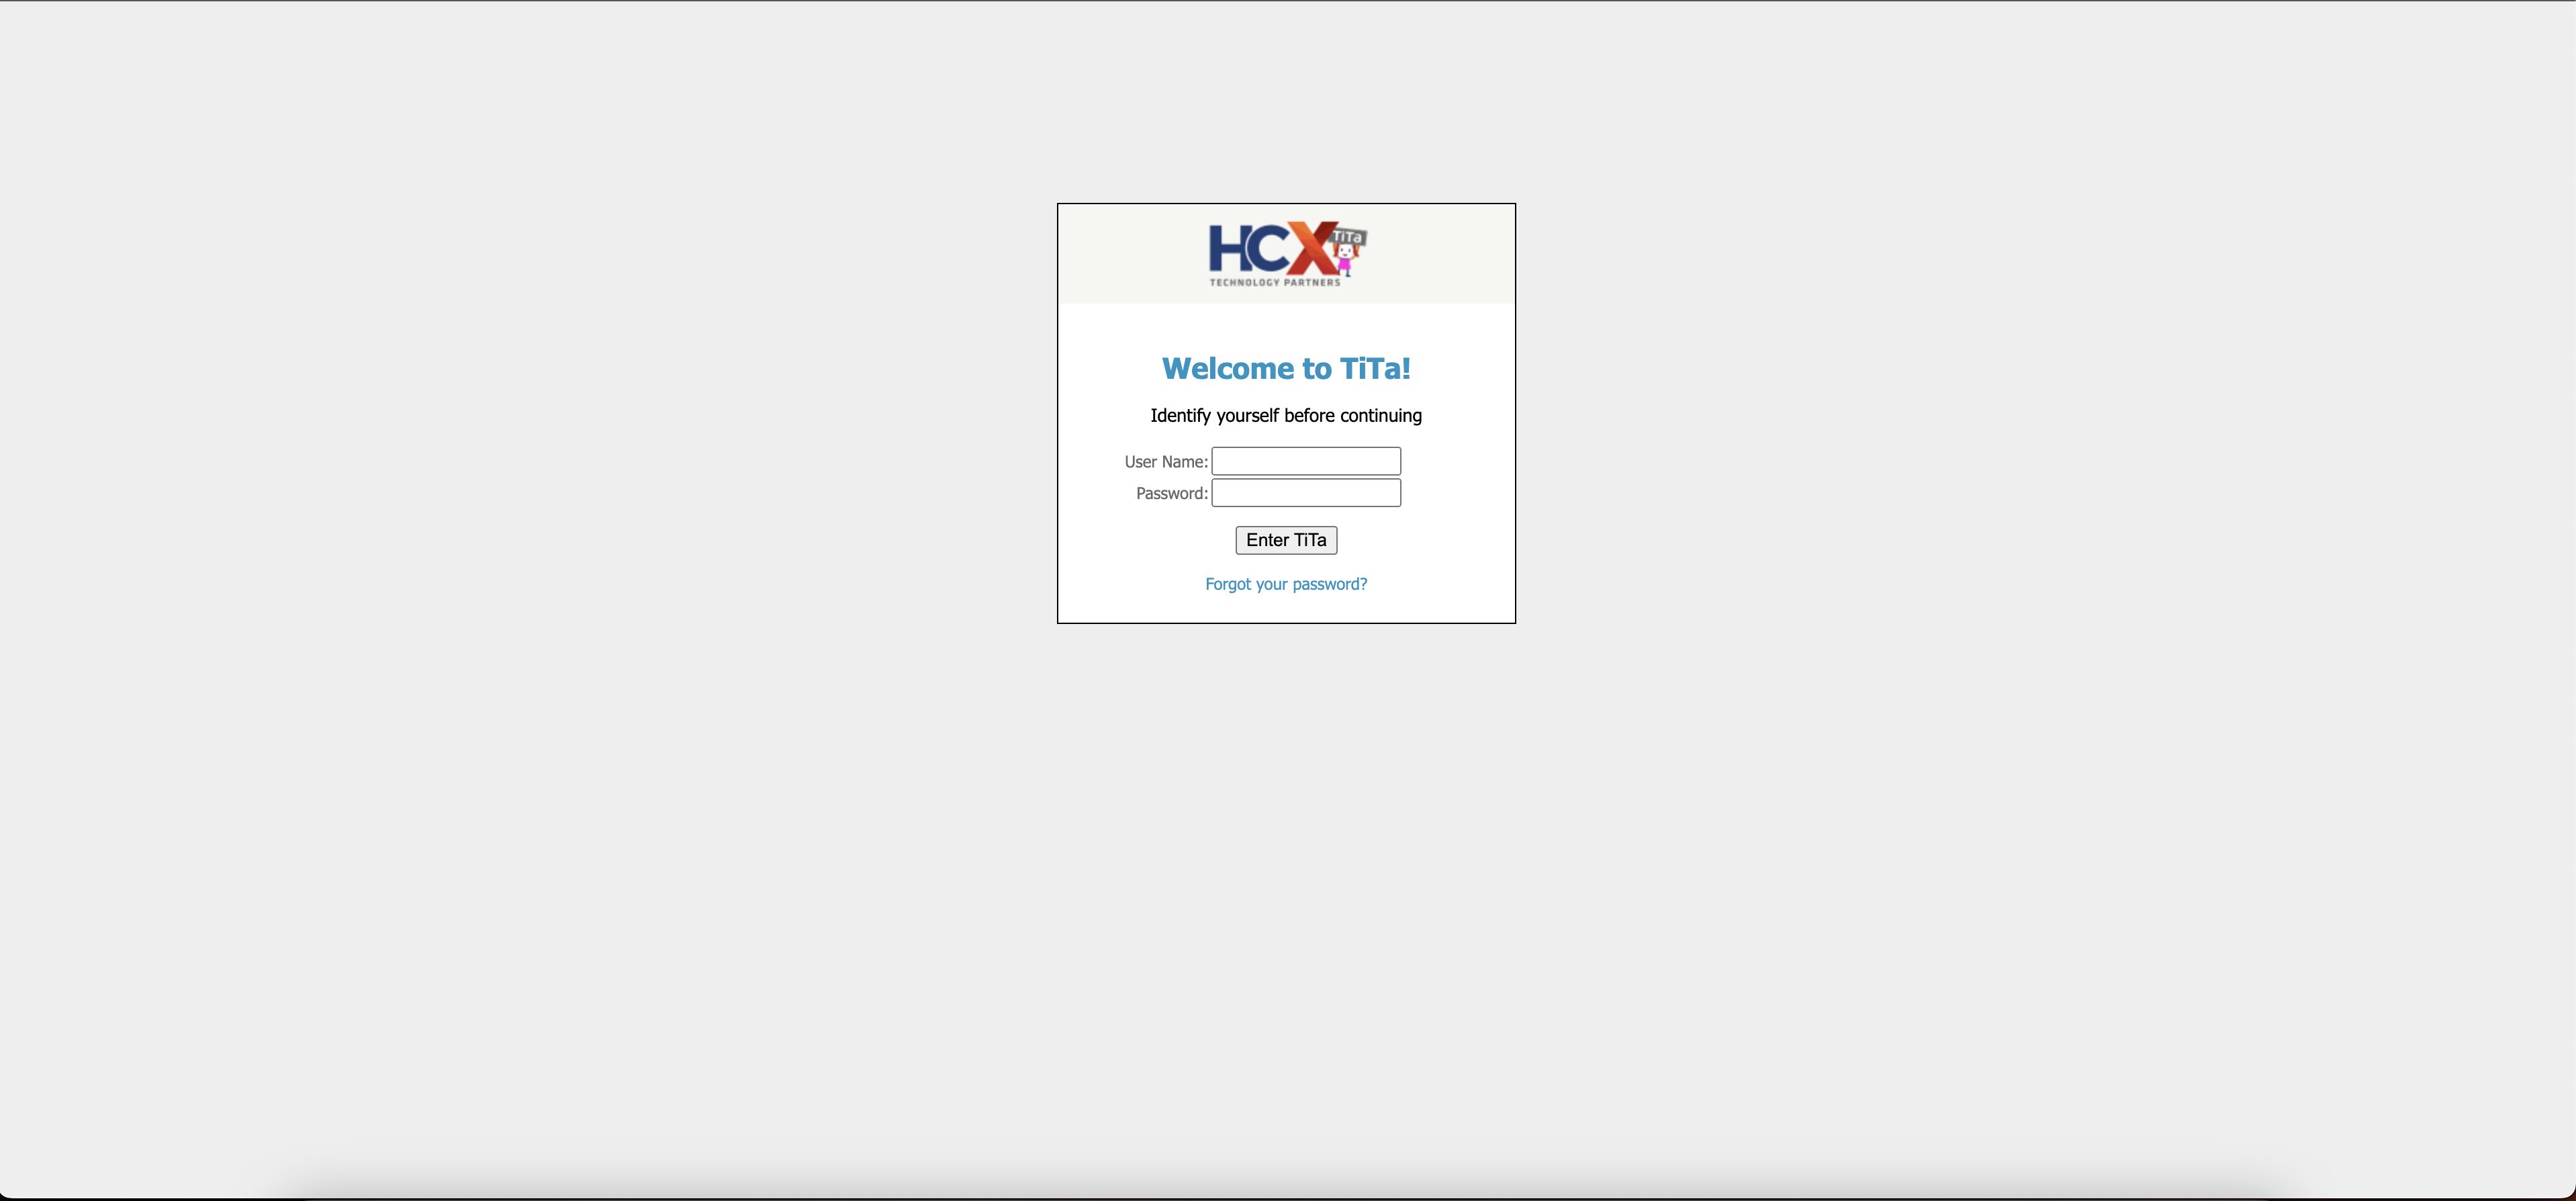 HCX
TiTa
TECHNOLOGY PARTNERS
Welcome to TiTa!
Identify yourself before continuing
User Name:
Password:
Enter TiTa
Forgot your password?